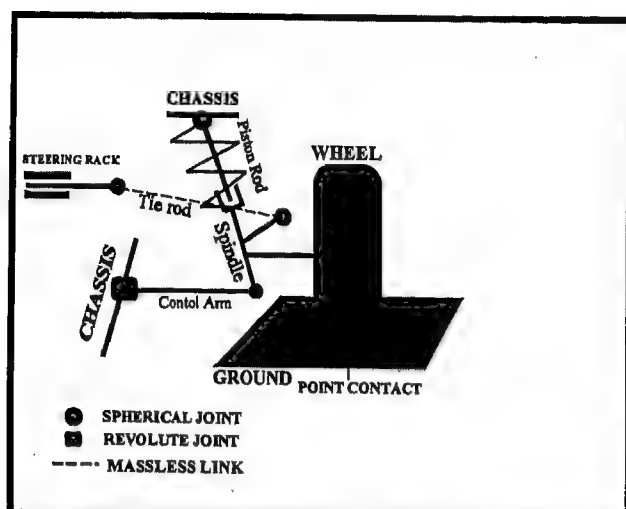 CHASSIS
Piston Rod
WHEEL
STEERING RACK
Tie rod
Spindle
CHASSIS
Contol Arm
GROUND
POINT CONTACT
SPHERICAL JOINT
REVOLUTE JOINT
MASSLESS LINK